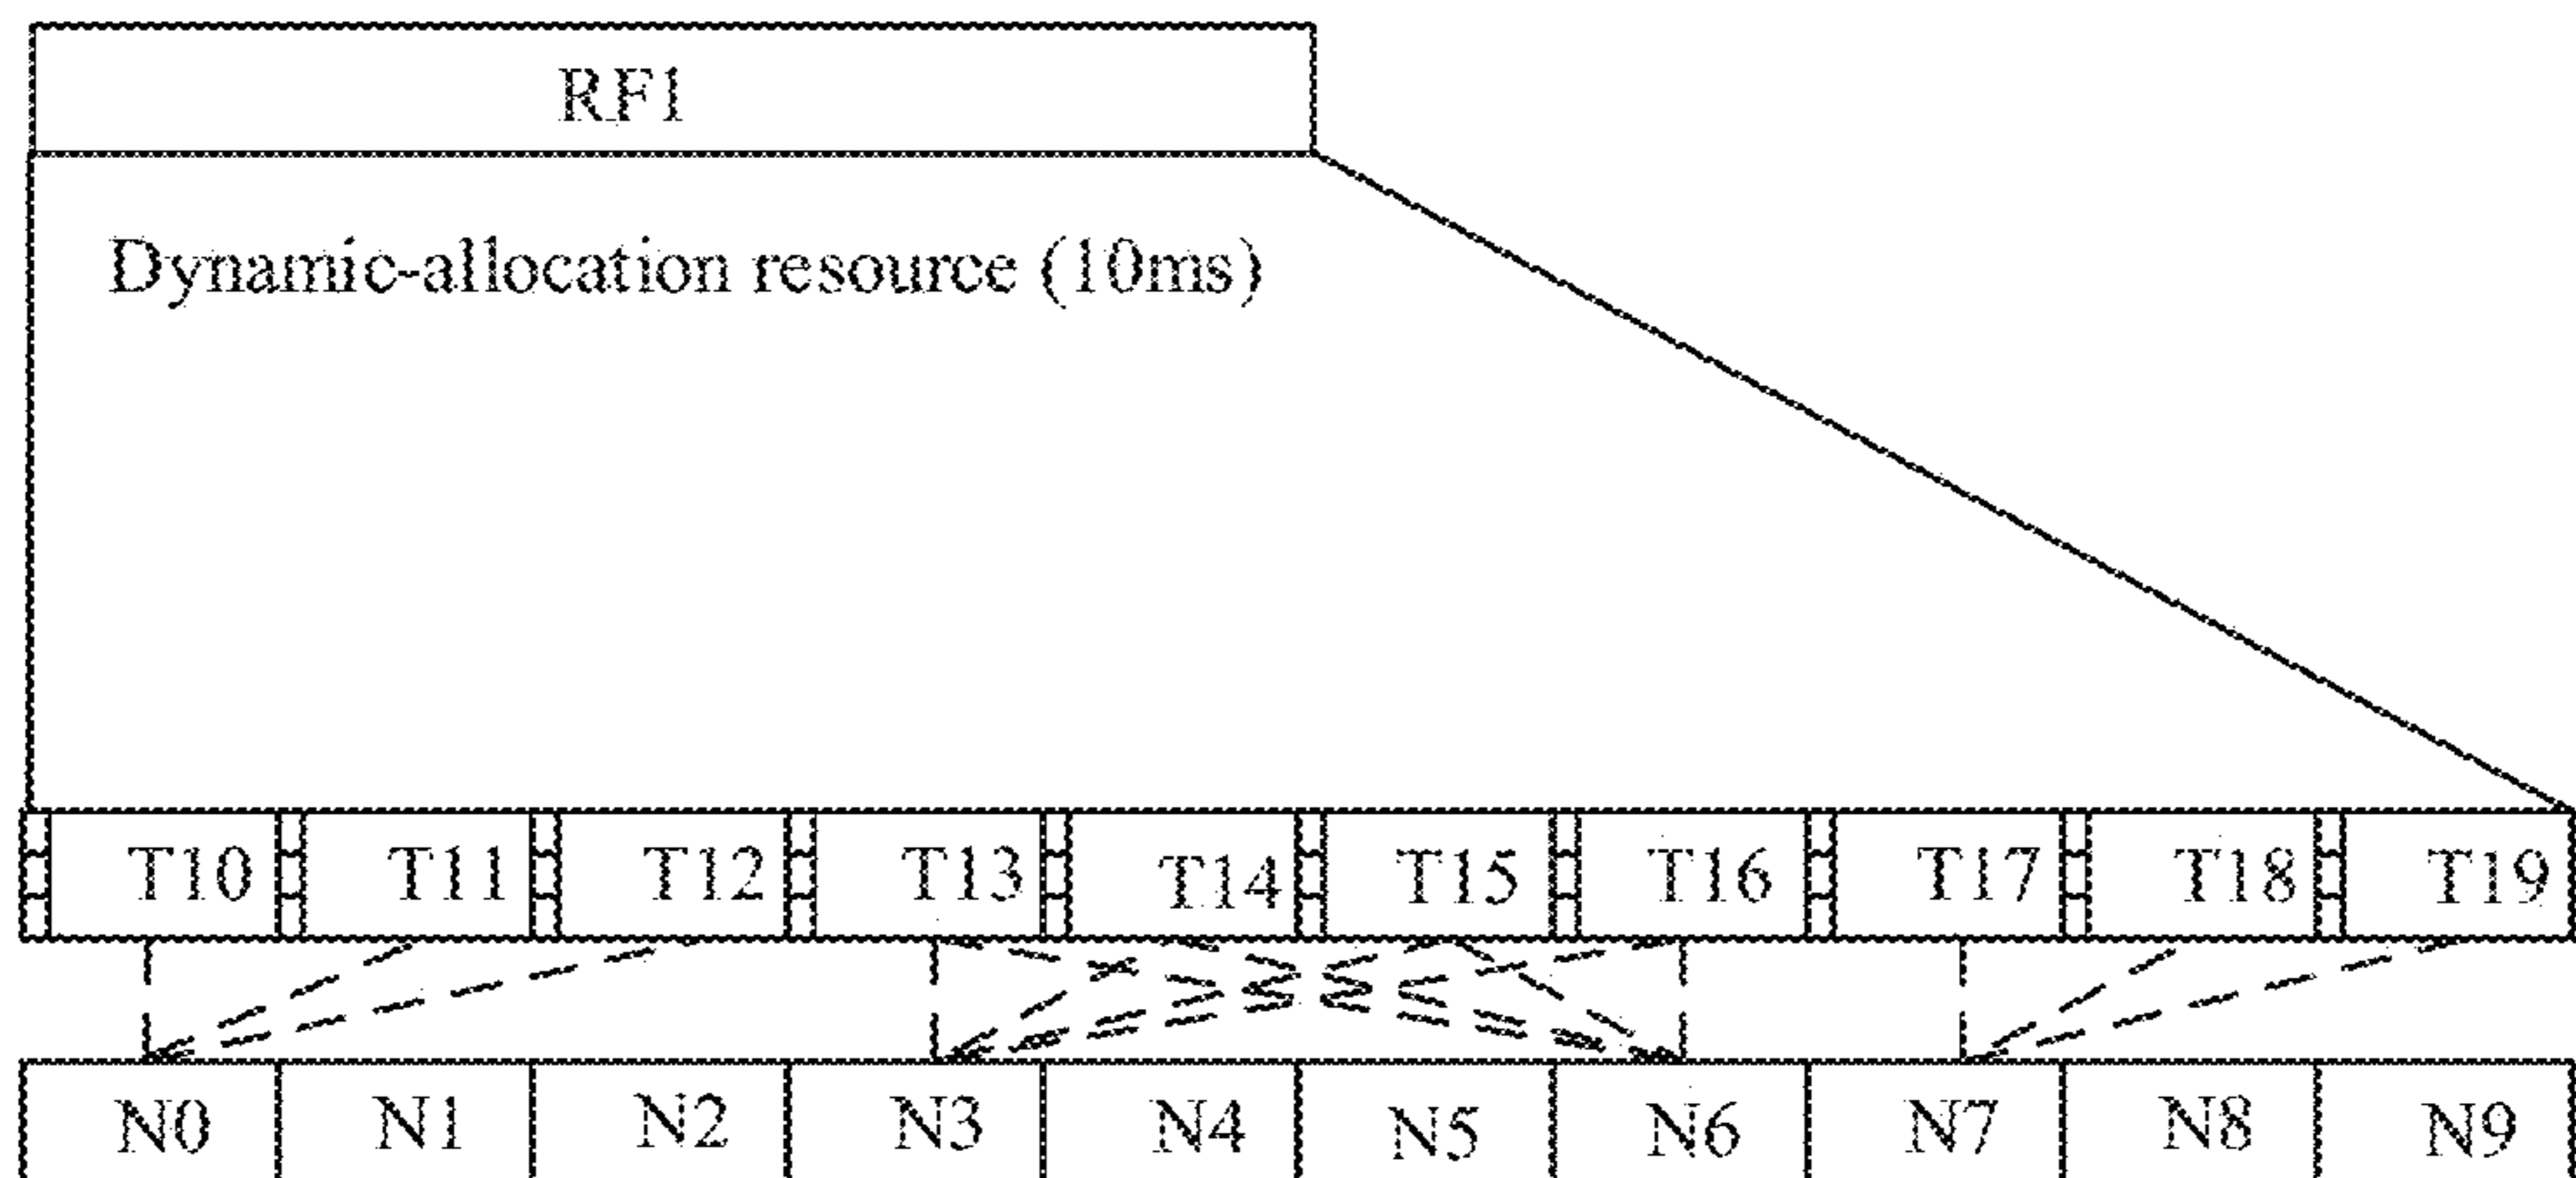 RF1
Dynamic-allocation resource (10ms)
T10 T11 T12 T13 T14 T15 T16 T17 T18 T19
N0 N1 N2 N3 N4 N5 N6 N7 N8 N9